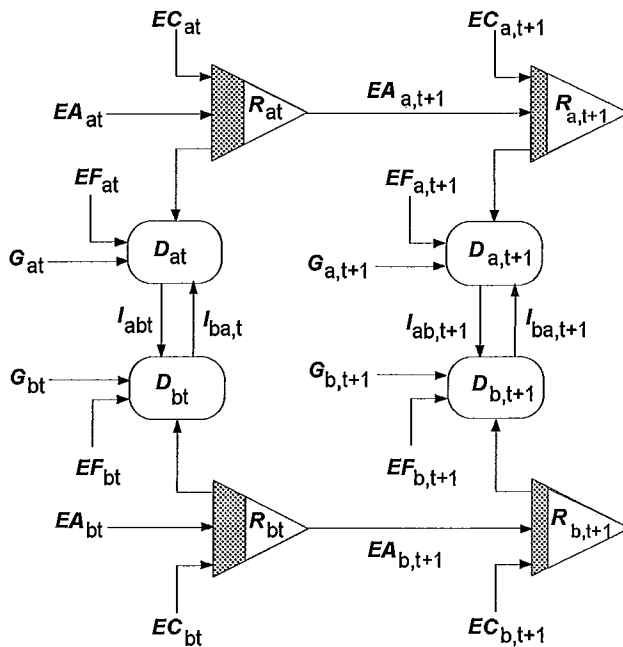 EC_at EC_a,t+1
EA_at R_at EA_a,t+1 R_a,t+1
EF_at EF_a,t+1
G_at D_at G_a,t+1 D_a,t+1
I_abt I_ba,t I_ab,t+1 I_ba,t+1
G_bt D_bt G_b,t+1 D_b,t+1
EF_bt EF_b,t+1
EA_bt R_bt EA_b,t+1 R_b,t+1
EC_bt EC_b,t+1